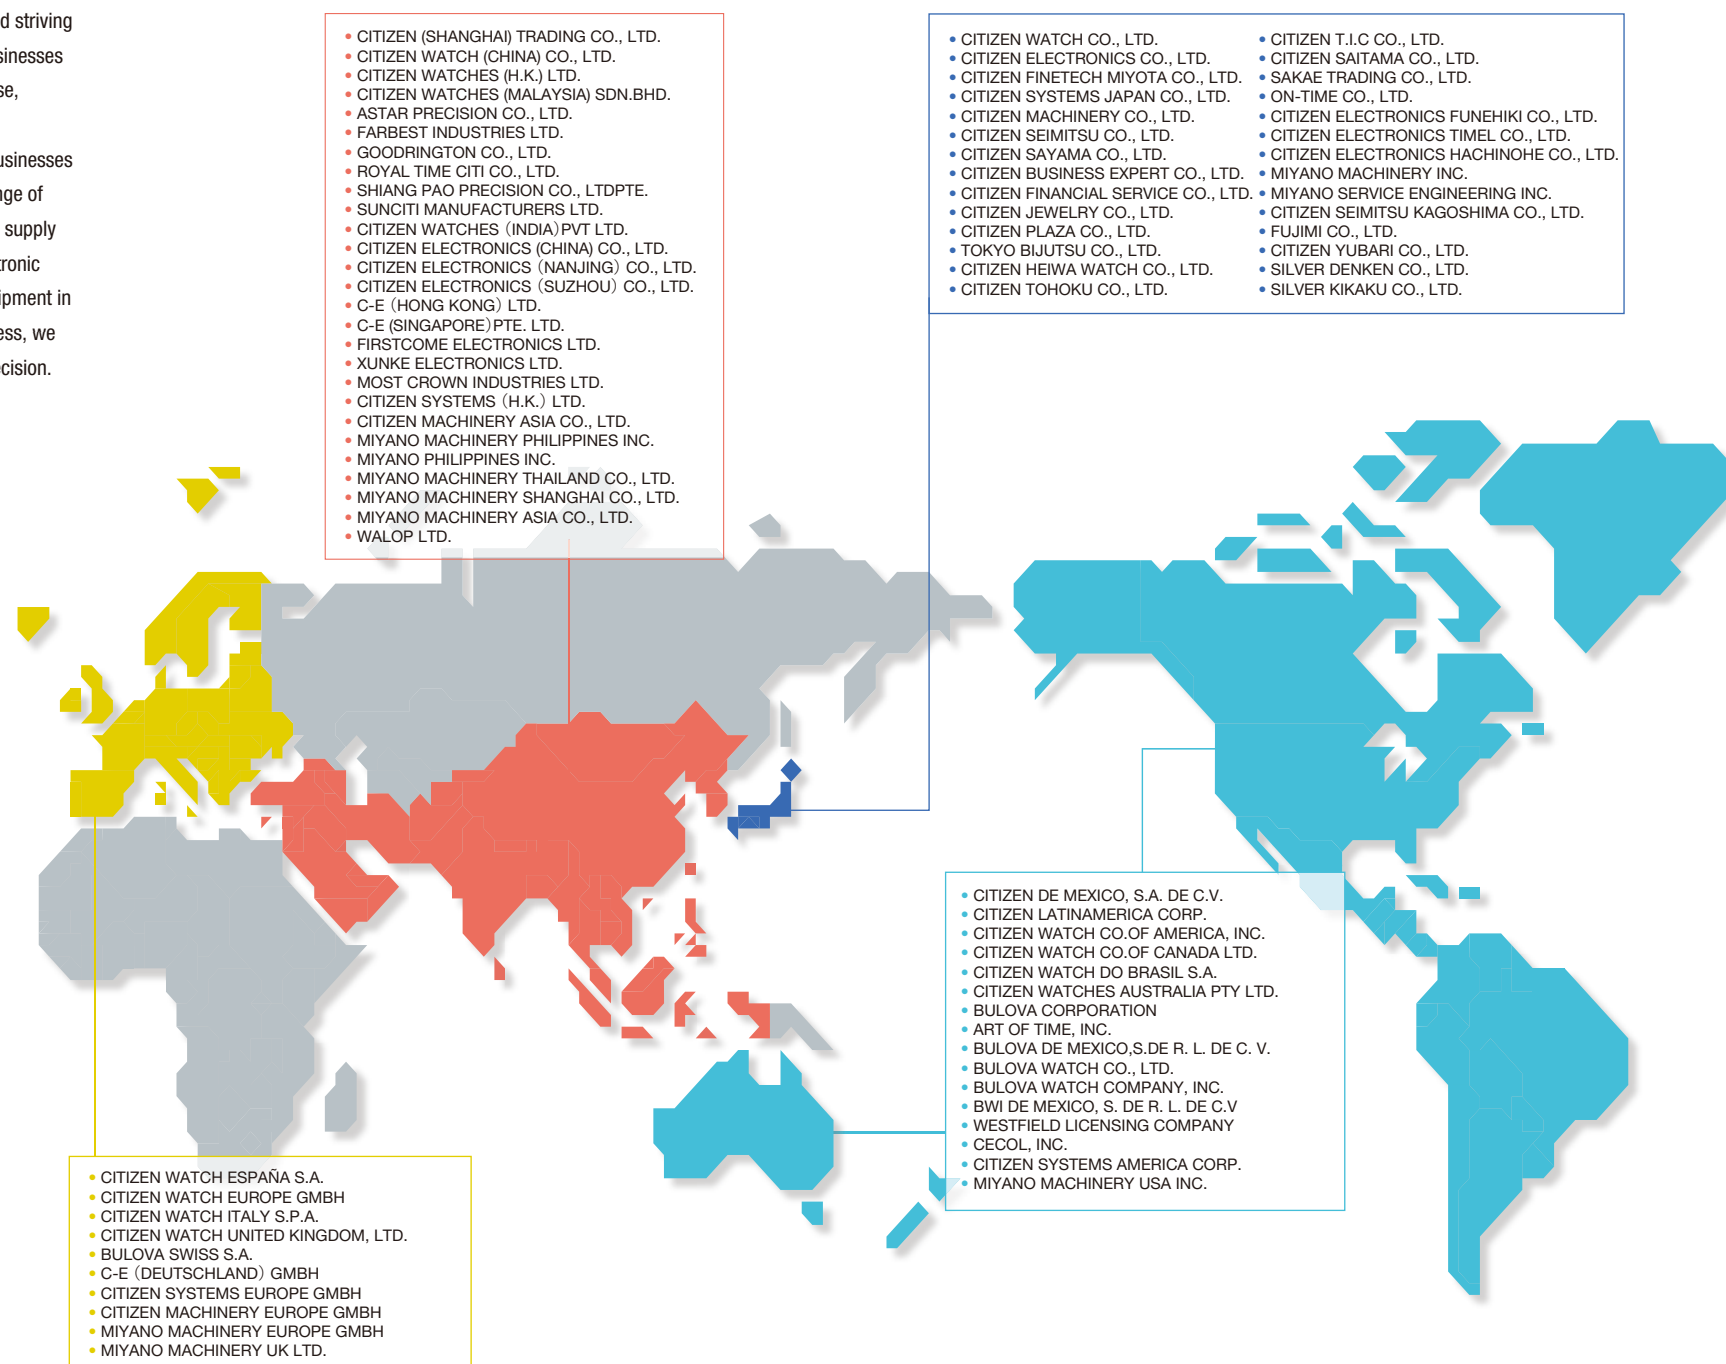 d striving
sinesses
se,
usinesses
nge of
supply
tronic
ipment in
ess, we
ecision.
• CITIZEN (SHANGHAI) TRADING CO., LTD.
• CITIZEN WATCH (CHINA) CO., LTD.
• CITIZEN WATCHES (H.K.) LTD.
• CITIZEN WATCHES (MALAYSIA) SDN.BHD.
• ASTAR PRECISION CO., LTD.
• FARBEST INDUSTRIES LTD.
• GOODRINGTON CO., LTD.
• ROYAL TIME CITI CO., LTD.
• SHIANG PAO PRECISION CO., LTDPTE.
• SUNCITI MANUFACTURERS LTD.
• CITIZEN WATCHES (INDIA)PVT LTD.
• CITIZEN ELECTRONICS (CHINA) CO., LTD.
• CITIZEN ELECTRONICS (NANJING) CO., LTD.
• CITIZEN ELECTRONICS (SUZHOU) CO., LTD.
• C-E (HONG KONG) LTD.
• C-E (SINGAPORE)PTE. LTD.
• FIRSTCOME ELECTRONICS LTD.
• XUNKE ELECTRONICS LTD.
• MOST CROWN INDUSTRIES LTD.
• CITIZEN SYSTEMS (H.K.) LTD.
• CITIZEN MACHINERY ASIA CO., LTD.
• MIYANO MACHINERY PHILIPPINES INC.
• MIYANO PHILIPPINES INC.
• MIYANO MACHINERY THAILAND CO., LTD.
• MIYANO MACHINERY SHANGHAI CO., LTD.
• MIYANO MACHINERY ASIA CO., LTD.
• WALOP LTD.
• CITIZEN WATCH CO., LTD.
• CITIZEN ELECTRONICS CO., LTD.
• CITIZEN FINETECH MIYOTA CO., LTD.
• CITIZEN SYSTEMS JAPAN CO., LTD.
• CITIZEN MACHINERY CO., LTD.
• CITIZEN SEIMITSU CO., LTD.
• CITIZEN SAYAMA CO., LTD.
• CITIZEN BUSINESS EXPERT CO., LTD.
• CITIZEN FINANCIAL SERVICE CO., LTD.
• CITIZEN JEWELRY CO., LTD.
• CITIZEN PLAZA CO., LTD.
• TOKYO BIJUTSU CO., LTD.
• CITIZEN HEIWA WATCH CO., LTD.
• CITIZEN TOHOKU CO., LTD.
• CITIZEN T.I.C CO., LTD.
• CITIZEN SAITAMA CO., LTD.
• SAKAE TRADING CO., LTD.
• ON-TIME CO., LTD.
• CITIZEN ELECTRONICS FUNEHIKI CO., LTD.
• CITIZEN ELECTRONICS TIMEL CO., LTD.
• CITIZEN ELECTRONICS HACHINOHE CO., LTD.
• MIYANO MACHINERY INC.
• MIYANO SERVICE ENGINEERING INC.
• CITIZEN SEIMITSU KAGOSHIMA CO., LTD.
• FUJIMI CO., LTD.
• CITIZEN YUBARI CO., LTD.
• SILVER DENKEN CO., LTD.
• SILVER KIKAKU CO., LTD.
• CITIZEN DE MEXICO, S.A. DE C.V.
• CITIZEN LATINAMERICA CORP.
• CITIZEN WATCH CO.OF AMERICA, INC.
• CITIZEN WATCH CO.OF CANADA LTD.
• CITIZEN WATCH DO BRASIL S.A.
• CITIZEN WATCHES AUSTRALIA PTY LTD.
• BULOVA CORPORATION
• ART OF TIME, INC.
• BULOVA DE MEXICO,S.DE R. L. DE C. V.
• BULOVA WATCH CO., LTD.
• BULOVA WATCH COMPANY, INC.
• BWI DE MEXICO, S. DE R. L. DE C.V
• WESTFIELD LICENSING COMPANY
• CECOL, INC.
• CITIZEN SYSTEMS AMERICA CORP.
• MIYANO MACHINERY USA INC.
• CITIZEN WATCH ESPAÑA S.A.
• CITIZEN WATCH EUROPE GMBH
• CITIZEN WATCH ITALY S.P.A.
• CITIZEN WATCH UNITED KINGDOM, LTD.
• BULOVA SWISS S.A.
• C-E (DEUTSCHLAND) GMBH
• CITIZEN SYSTEMS EUROPE GMBH
• CITIZEN MACHINERY EUROPE GMBH
• MIYANO MACHINERY EUROPE GMBH
• MIYANO MACHINERY UK LTD.